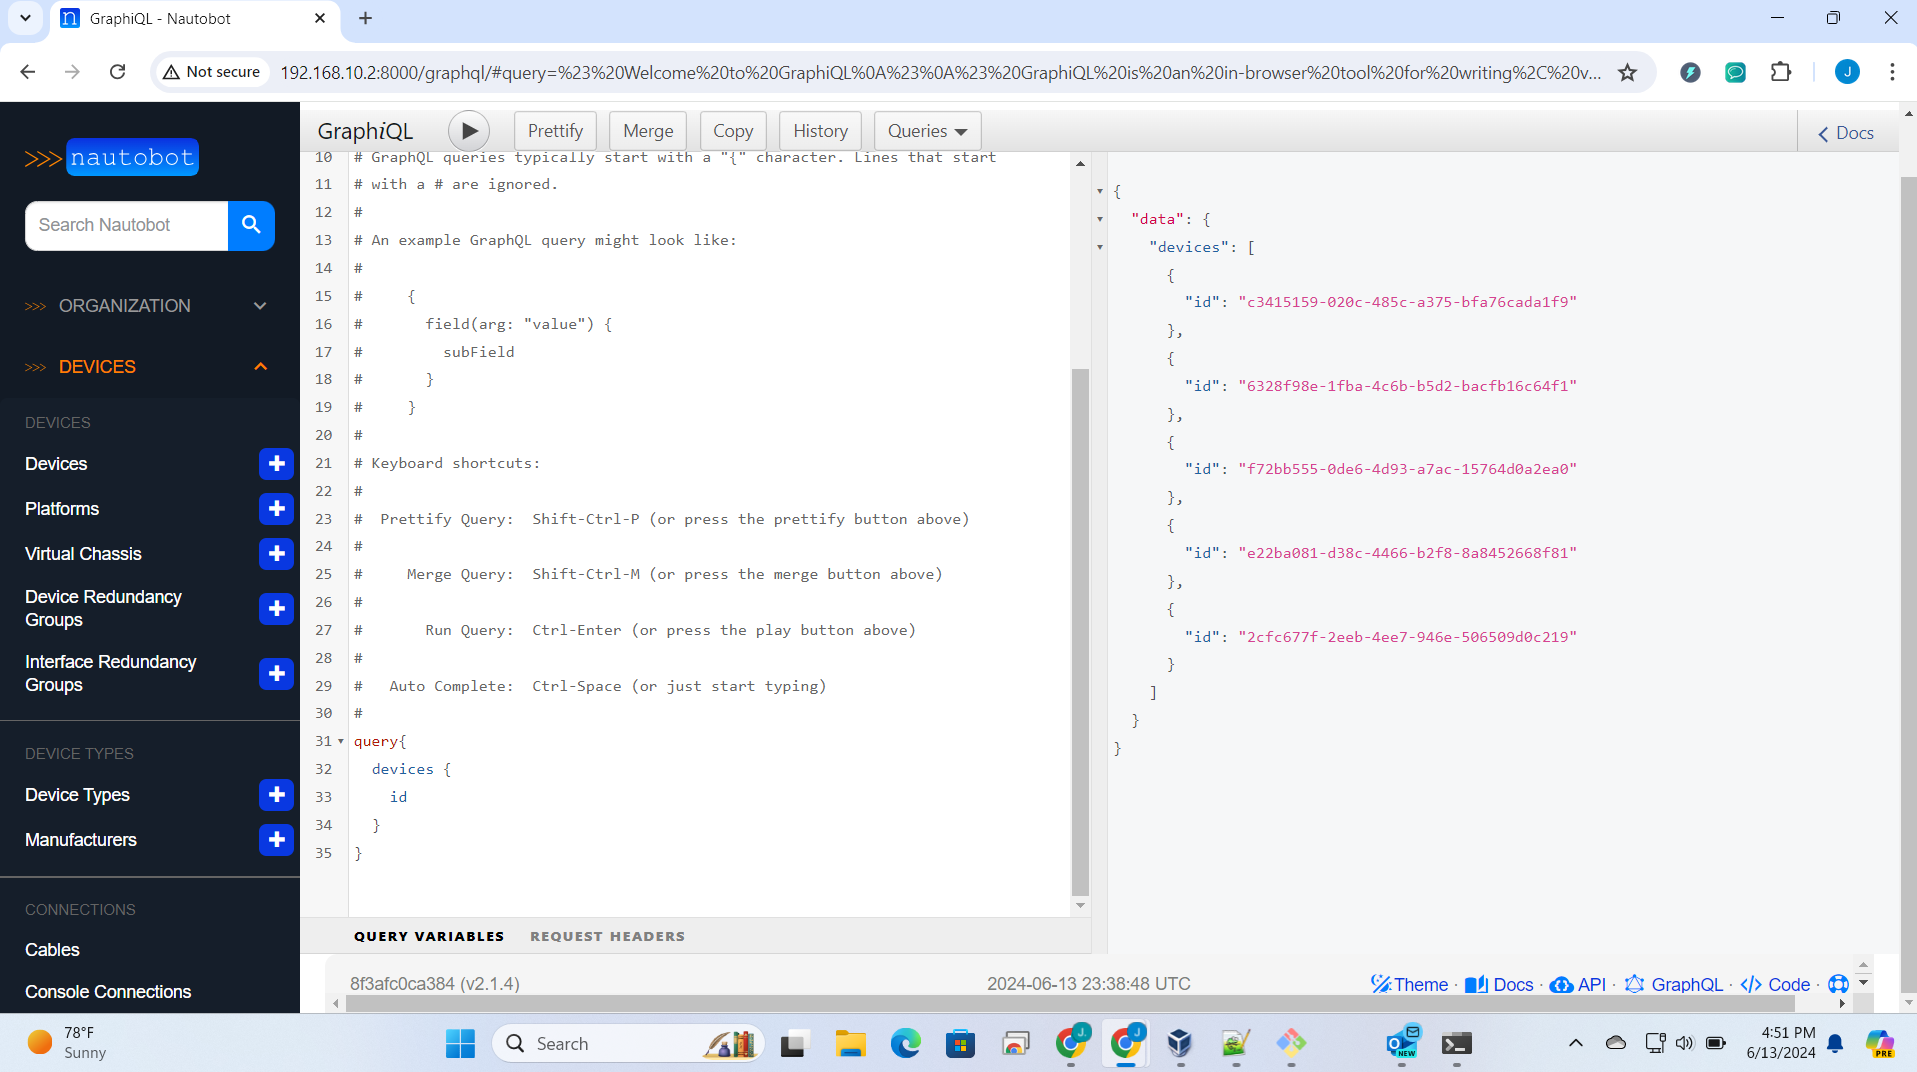 GraphiQL - Nautobot
Not secure
192.168.10.2:8000/graphql/#query=%23%20Welcome%20to%20GraphiQL%0A%23%0A%23%20GraphiQL%20is%20an%20in-browser%20tool%20for%20writing%2C%20v...
J
>>> nautobot
Search Nautobot
>>> ORGANIZATION
>>> DEVICES
DEVICES
Devices
Platforms
Virtual Chassis
Device Redundancy
Groups
Interface Redundancy
Groups
DEVICE TYPES
Device Types
Manufacturers
CONNECTIONS
Cables
Console Connections
GraphiQL
Prettify
Merge
Copy
History
Queries
Docs
10 # GraphQL queries typically start with a "{" character. Lines that start
11 # with a # are ignored.
12 #
13 # An example GraphQL query might look like:
14 #
15 #     {
16 #       field(arg: "value") {
17 #         subField
18 #       }
19 #     }
20 #
21 # Keyboard shortcuts:
22 #
23 #  Prettify Query:  Shift-Ctrl-P (or press the prettify button above)
24 #
25 #     Merge Query:  Shift-Ctrl-M (or press the merge button above)
26 #
27 #       Run Query:  Ctrl-Enter (or press the play button above)
28 #
29 #   Auto Complete:  Ctrl-Space (or just start typing)
30 #
31 query{
32   devices {
33     id
34   }
35 }
QUERY VARIABLES
REQUEST HEADERS
{
"data": {
"devices": [
{
"id": "c3415159-020c-485c-a375-bfa76cada1f9"
},
{
"id": "6328f98e-1fba-4c6b-b5d2-bacfb16c64f1"
},
{
"id": "f72bb555-0de6-4d93-a7ac-15764d0a2ea0"
},
{
"id": "e22ba081-d38c-4466-b2f8-8a8452668f81"
},
{
"id": "2cfc677f-2eeb-4ee7-946e-506509d0c219"
}
]
}
}
8f3afc0ca384 (v2.1.4)
2024-06-13 23:38:48 UTC
Theme · Docs · API · GraphQL · Code ·
78°F
Sunny
Search
J.
J
NEW
4:51 PM
6/13/2024
PRE